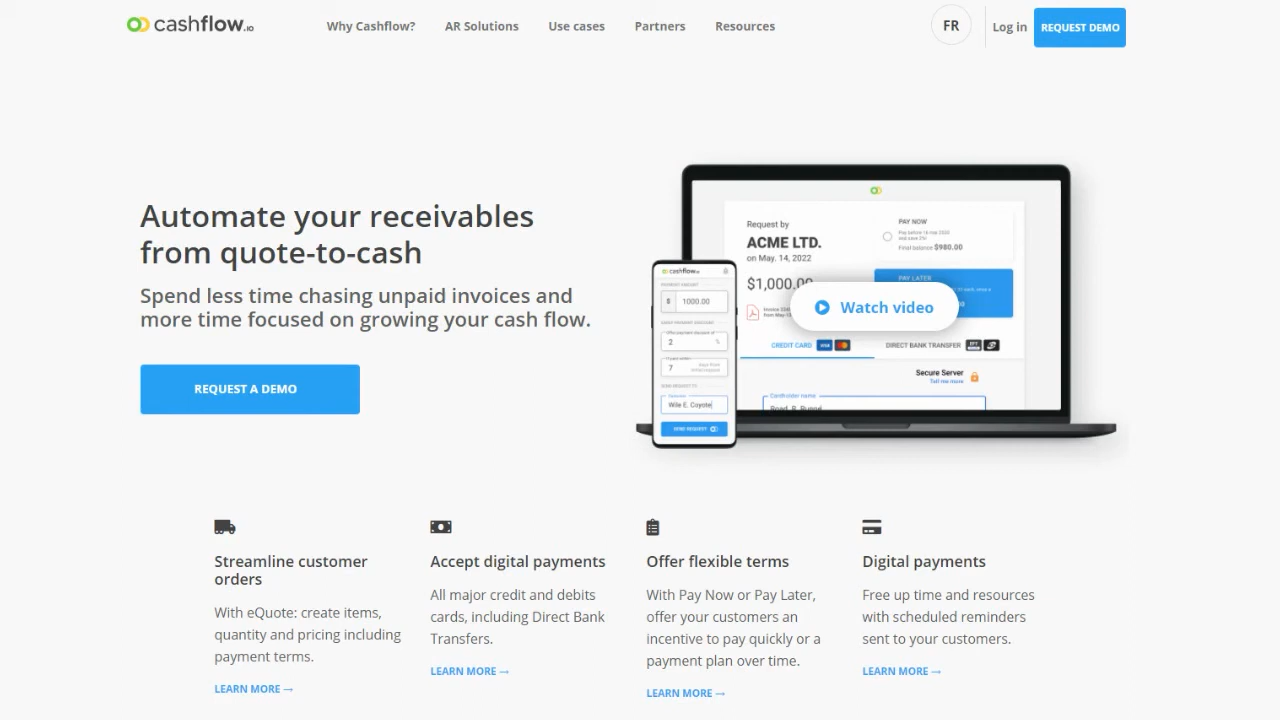 cashflow.io
Why Cashflow? AR Solutions Use cases Partners Resources
FR
Log in
REQUEST DEMO
Automate your receivables
from quote-to-cash
Spend less time chasing unpaid invoices and
more time focused on growing your cash flow.
REQUEST A DEMO
Request by
ACME LTD.
on May. 14, 2022
$1,000.00
PAY NOW
Final balance $980.00
PAY LATER
Watch video
CREDIT CARD VISA
DIRECT BANK TRANSFER
Secure Server
Tell me more
Cardholder name
cashflow.io
$ 1000.00
2 %
7
Wile E. Coyote
SEND REQUEST
Streamline customer
orders
With eQuote: create items,
quantity and pricing including
payment terms.
LEARN MORE →
Accept digital payments
All major credit and debits
cards, including Direct Bank
Transfers.
LEARN MORE →
Offer flexible terms
With Pay Now or Pay Later,
offer your customers an
incentive to pay quickly or a
payment plan over time.
LEARN MORE →
Digital payments
Free up time and resources
with scheduled reminders
sent to your customers.
LEARN MORE →